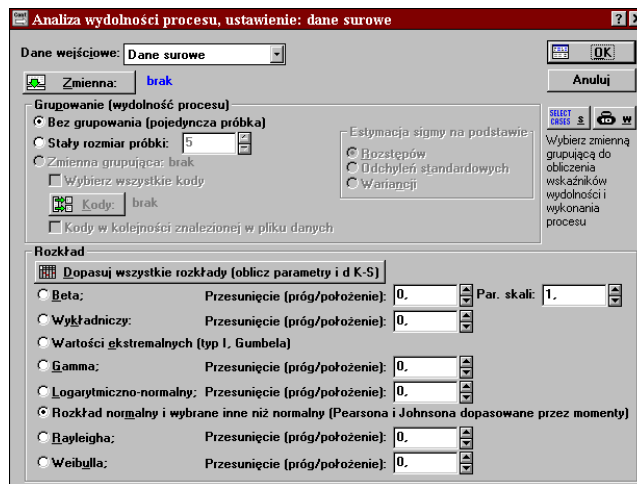 Analiza wydolności procesu, ustawienie: dane surowe
Dane wejściowe: Dane surowe
OK
Zmienna: brak
Anuluj
Grupowanie (wydolność procesu)
Bez grupowania (pojedyncza próbka)
Stały rozmiar próbki: 5
Zmienna grupująca: brak
Wybierz wszystkie kody
Kody: brak
Kody w kolejności znalezionej w pliku danych
Estymacja sigmy na podstawie
Rozstępów
Odchyleń standardowych
Wariancji
SELECT CASES S W
Wybierz zmienną
grupującą do
obliczenia
wskaźników
wydolności i
wykonania
procesu
Rozkład
Dopasuj wszystkie rozkłady (oblicz parametry i d K-S)
Beta; Przesunięcie (próg/położenie): 0, Par. skali: 1,
Wykładniczy: Przesunięcie (próg/położenie): 0,
Wartości ekstremalnych (typ I, Gumbela)
Gamma; Przesunięcie (próg/położenie): 0,
Logarytmiczno-normalny; Przesunięcie (próg/położenie): 0,
Rozkład normalny i wybrane inne niż normalny (Pearsona i Johnsona dopasowane przez momenty)
Rayleigha; Przesunięcie (próg/położenie): 0,
Weibulla; Przesunięcie (próg/położenie): 0,